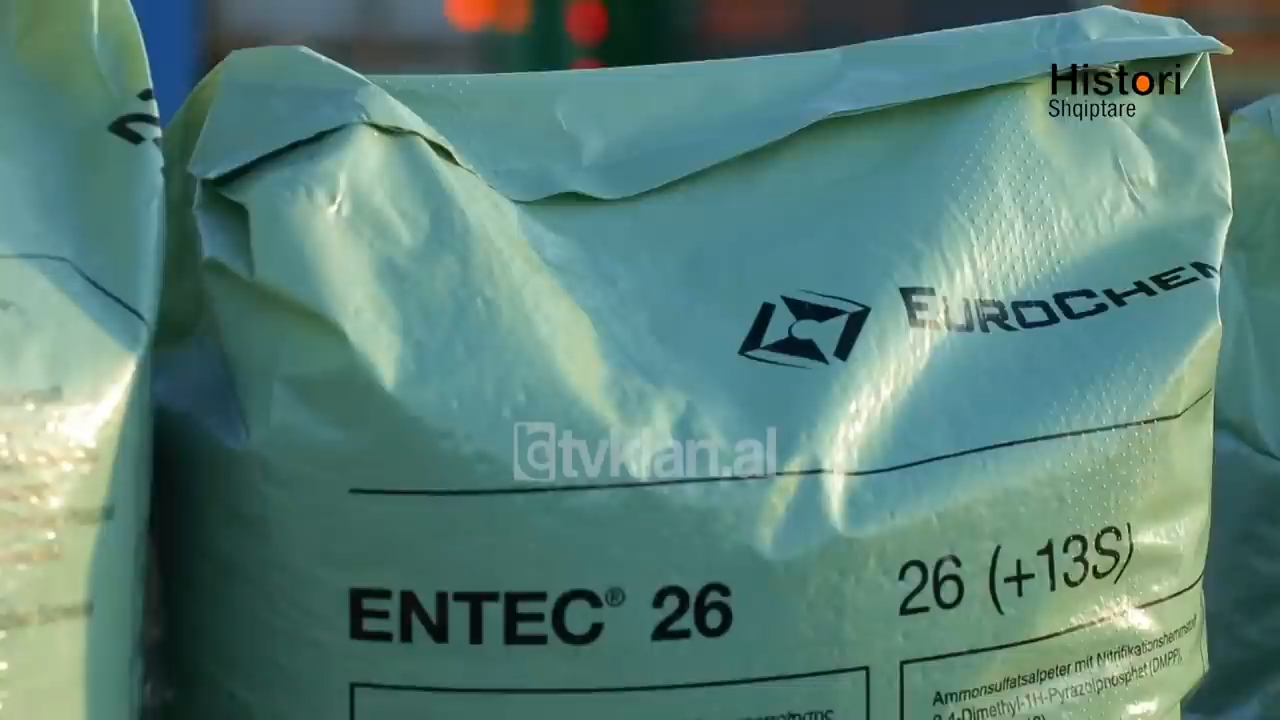 Histori
Shqiptare
EUROCHEM
tvklan.al
ENTEC® 26
26 (+13S)
Ammonsulfatsalpeter mit Nitrifikationshemmstoff
3,4-Dimethyl-1H-Pyrazolphosphat (DMPP),